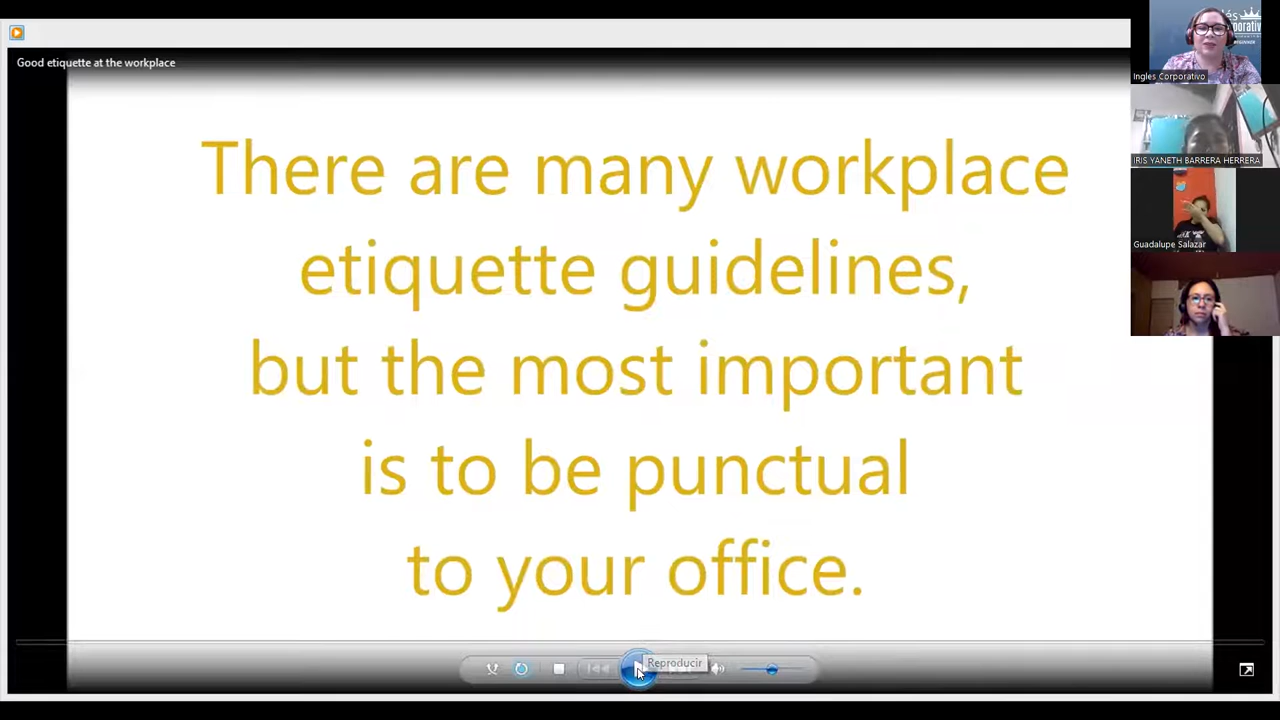 Good etiquette at the workplace
There are many workplace
etiquette guidelines,
but the most important
is to be punctual
to your office.
Reproducir
Ingles Corporativo
IRIS YANETH BARRERA HERRERA
Guadalupe Salazar